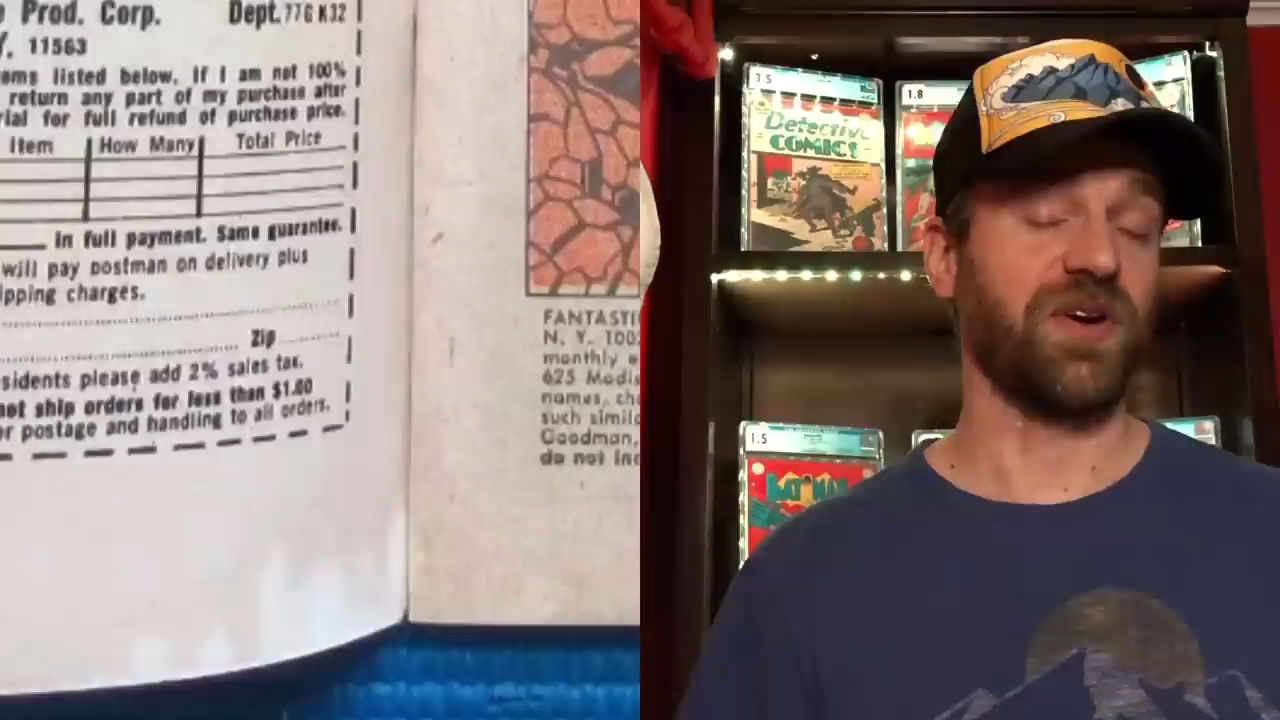 e Prod. Corp. Dept. 776 K32
Y. 11563
ems listed below. If I am not 100%
return any part of my purchase after
rial for full refund of purchase price.
Item How Many Total Price
in full payment. Same guarantee.
will pay postman on delivery plus
ipping charges.
Zip
sidents please add 2% sales tax.
not ship orders for less than $1.00
or postage and handling to all orders.
FANTASTI
N. Y. 100
monthly
625 Madis
names, cha
such simila
Goodman,
do not inc
3.5
Detective
COMICS
1.8
1.5
BATMAN